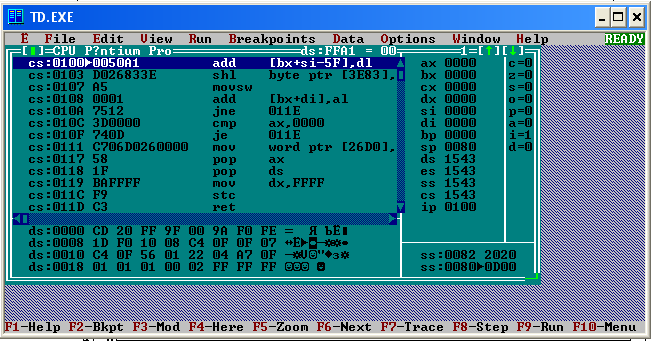 TD.EXE
E File Edit View Run Breakpoints Data Options Window Help READY
CPU P?ntium Pro ds:FFA1 = 00 1
cs:0100►0050A1 add [bx+si-5F],dl ax 0000 c=0
cs:0103 D026833E shl byte ptr [3E83], bx 0000 z=0
cs:0107 A5 movsw cx 0000 s=0
cs:0108 0001 add [bx+di],al dx 0000 o=0
cs:010A 7512 jne 011E si 0000 p=0
cs:010C 3D0000 cmp ax,0000 di 0000 a=0
cs:010F 740D je 011E bp 0000 i=1
cs:0111 C706D0260000 mov word ptr [26D0], sp 0080 d=0
cs:0117 58 pop ax ds 1543
cs:0118 1F pop ds es 1543
cs:0119 BAFFFF mov dx,FFFF ss 1543
cs:011C F9 stc cs 1543
cs:011D C3 ret ip 0100
ds:0000 CD 20 FF 9F 00 9A F0 FE
ds:0008 1D F0 10 08 C4 0F 0F 07
ds:0010 C4 0F 56 01 22 04 A7 0F ss:0082 2020
ds:0018 01 01 01 00 02 FF FF FF ss:0080►0D00
F1-Help F2-Bkpt F3-Mod F4-Here F5-Zoom F6-Next F7-Trace F8-Step F9-Run F10-Menu